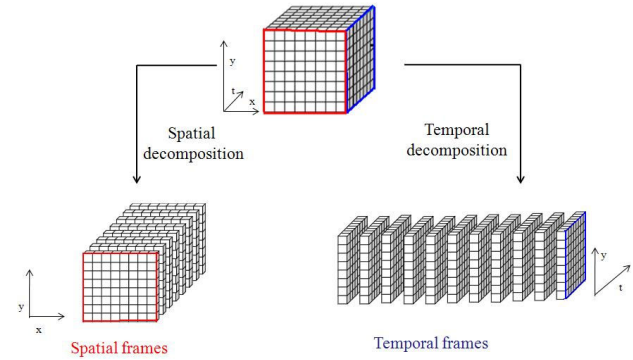 y
t
x
Spatial
decomposition
Temporal
decomposition
y
x
Spatial frames
y
t
Temporal frames